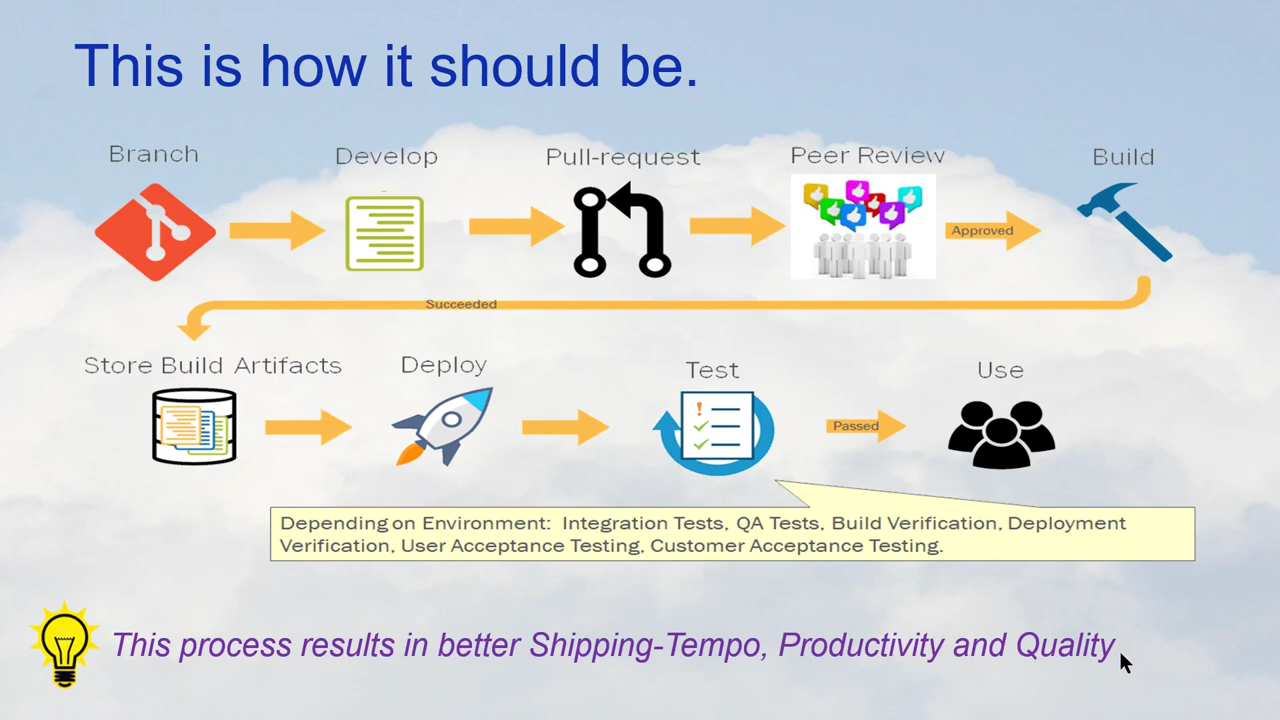 This is how it should be.
Branch
Develop
Pull-request
Peer Review
Build
Approved
Succeeded
Store Build Artifacts
Deploy
Test
Use
Passed
Depending on Environment: Integration Tests, QA Tests, Build Verification, Deployment
Verification, User Acceptance Testing, Customer Acceptance Testing.
This process results in better Shipping-Tempo, Productivity and Quality